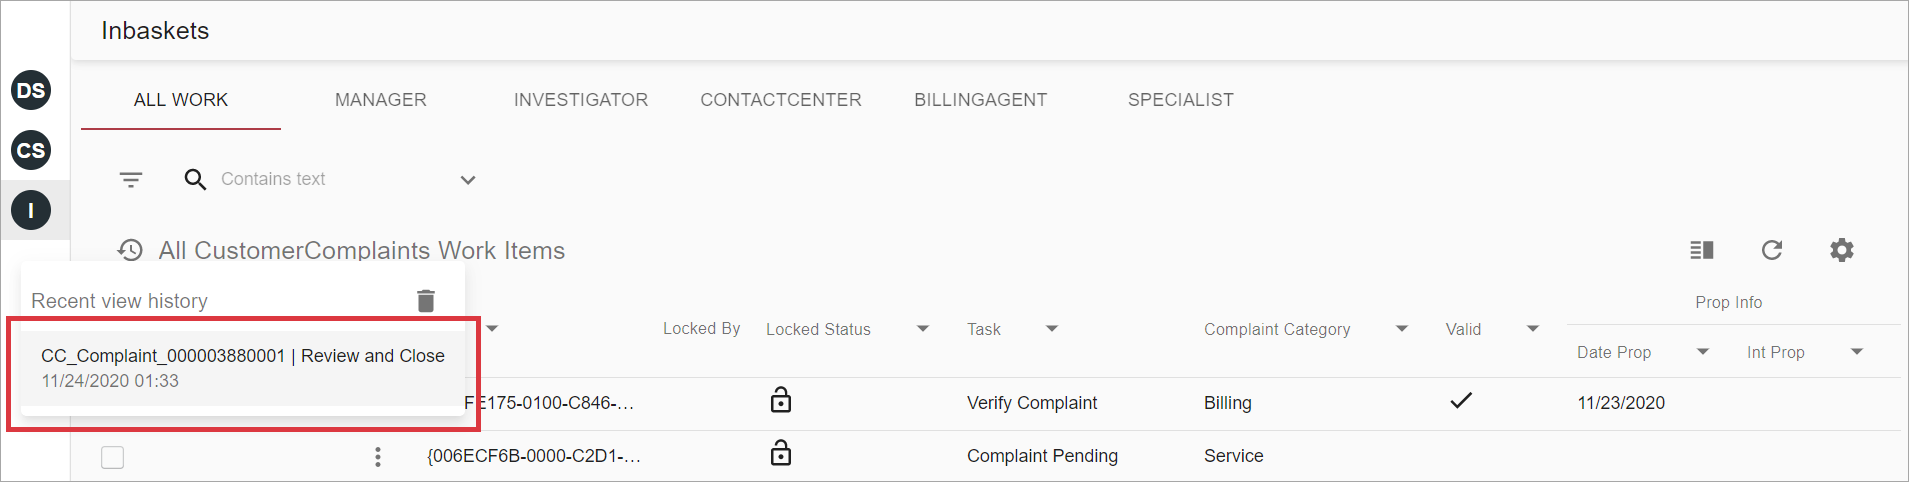 Inbaskets
DS
CS
I
ALL WORK MANAGER INVESTIGATOR CONTACTCENTER BILLINGAGENT SPECIALIST
Contains text
All CustomerComplaints Work Items
Recent view history
CC_Complaint_000003880001 | Review and Close
11/24/2020 01:33
Prop Info
Locked By Locked Status Task Complaint Category Valid
Date Prop Int Prop
FE175-0100-C846-... Verify Complaint Billing 11/23/2020
{006ECF6B-0000-C2D1-... Complaint Pending Service